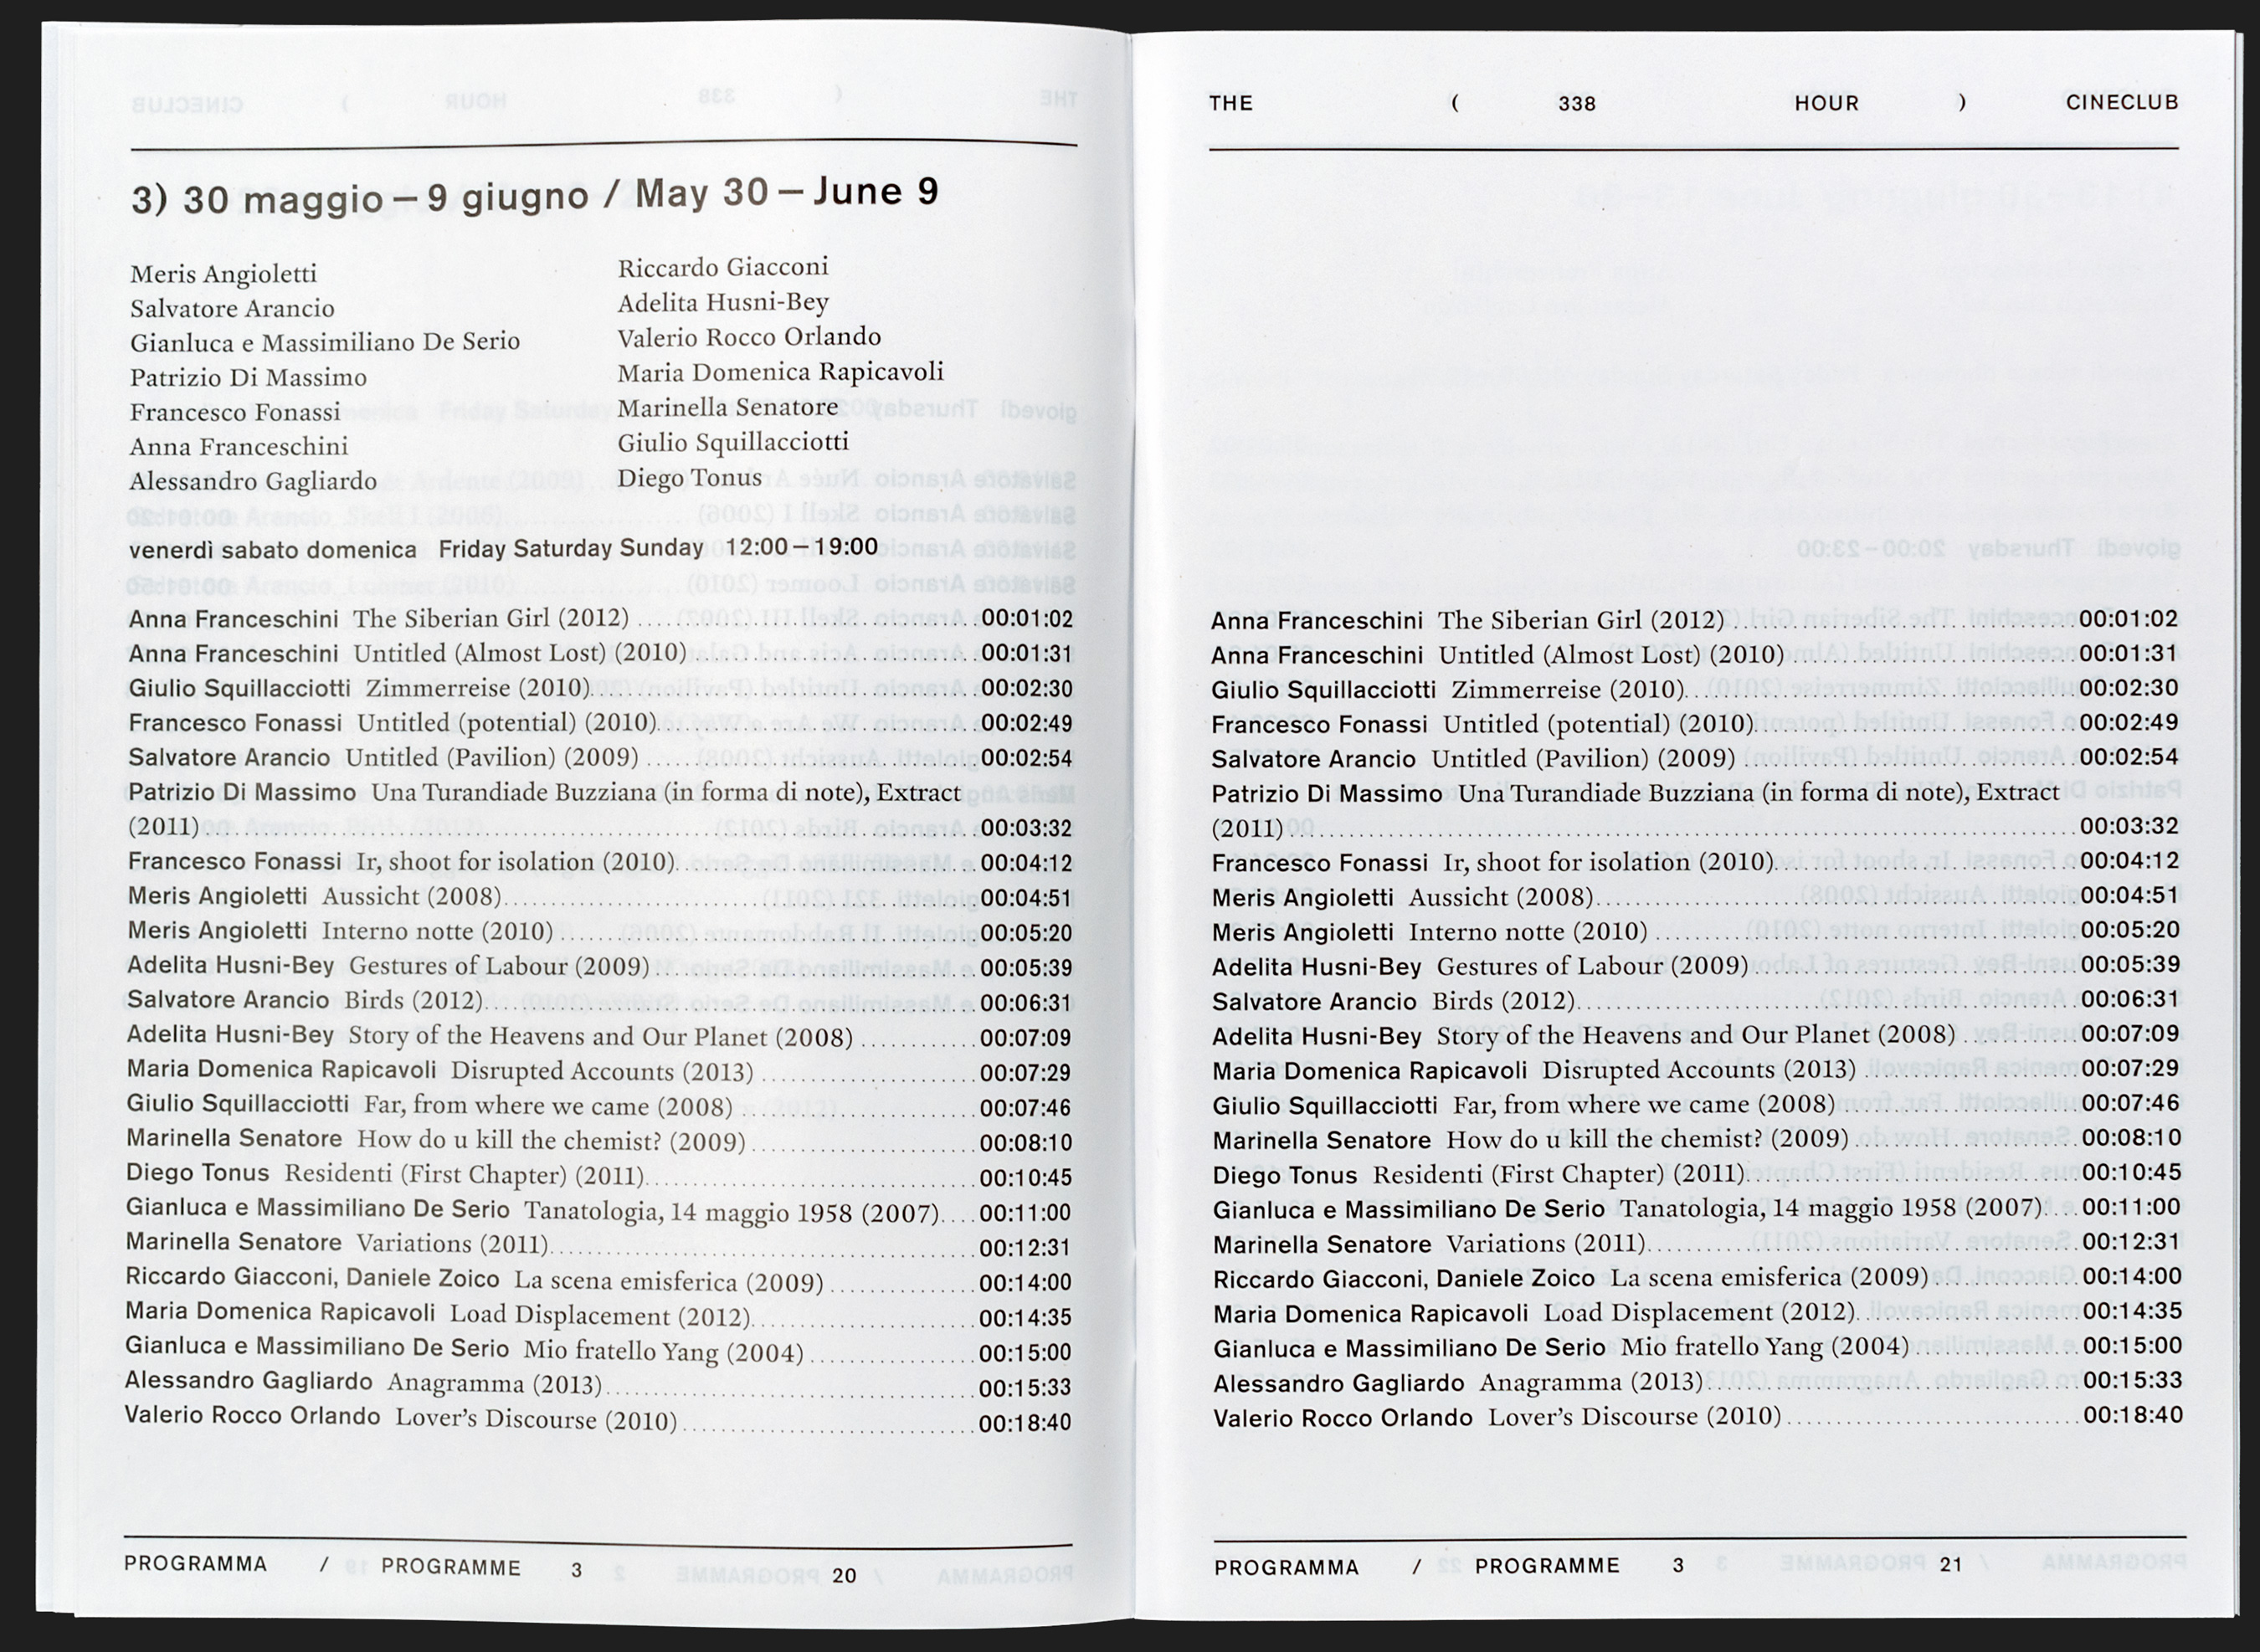 3) 30 maggio – 9 giugno / May 30 – June 9
Meris Angioletti
Salvatore Arancio
Gianluca e Massimiliano De Serio
Patrizio Di Massimo
Francesco Fonassi
Anna Franceschini
Alessandro Gagliardo
Riccardo Giacconi
Adelita Husni-Bey
Valerio Rocco Orlando
Maria Domenica Rapicavoli
Marinella Senatore
Giulio Squillacciotti
Diego Tonus
venerdì sabato domenica Friday Saturday Sunday 12:00 – 19:00
Anna Franceschini The Siberian Girl (2012) 00:01:02
Anna Franceschini Untitled (Almost Lost) (2010) 00:01:31
Giulio Squillacciotti Zimmerreise (2010) 00:02:30
Francesco Fonassi Untitled (potential) (2010) 00:02:49
Salvatore Arancio Untitled (Pavilion) (2009) 00:02:54
Patrizio Di Massimo Una Turandiade Buzziana (in forma di note), Extract
(2011) 00:03:32
Francesco Fonassi Ir, shoot for isolation (2010) 00:04:12
Meris Angioletti Aussicht (2008) 00:04:51
Meris Angioletti Interno notte (2010) 00:05:20
Adelita Husni-Bey Gestures of Labour (2009) 00:05:39
Salvatore Arancio Birds (2012) 00:06:31
Adelita Husni-Bey Story of the Heavens and Our Planet (2008) 00:07:09
Maria Domenica Rapicavoli Disrupted Accounts (2013) 00:07:29
Giulio Squillacciotti Far, from where we came (2008) 00:07:46
Marinella Senatore How do u kill the chemist? (2009) 00:08:10
Diego Tonus Residenti (First Chapter) (2011) 00:10:45
Gianluca e Massimiliano De Serio Tanatologia, 14 maggio 1958 (2007) 00:11:00
Marinella Senatore Variations (2011) 00:12:31
Riccardo Giacconi, Daniele Zoico La scena emisferica (2009) 00:14:00
Maria Domenica Rapicavoli Load Displacement (2012) 00:14:35
Gianluca e Massimiliano De Serio Mio fratello Yang (2004) 00:15:00
Alessandro Gagliardo Anagramma (2013) 00:15:33
Valerio Rocco Orlando Lover's Discourse (2010) 00:18:40
PROGRAMMA / PROGRAMME 3 20
THE ( 338 HOUR ) CINECLUB
Anna Franceschini The Siberian Girl (2012) 00:01:02
Anna Franceschini Untitled (Almost Lost) (2010) 00:01:31
Giulio Squillacciotti Zimmerreise (2010) 00:02:30
Francesco Fonassi Untitled (potential) (2010) 00:02:49
Salvatore Arancio Untitled (Pavilion) (2009) 00:02:54
Patrizio Di Massimo Una Turandiade Buzziana (in forma di note), Extract
(2011) 00:03:32
Francesco Fonassi Ir, shoot for isolation (2010) 00:04:12
Meris Angioletti Aussicht (2008) 00:04:51
Meris Angioletti Interno notte (2010) 00:05:20
Adelita Husni-Bey Gestures of Labour (2009) 00:05:39
Salvatore Arancio Birds (2012) 00:06:31
Adelita Husni-Bey Story of the Heavens and Our Planet (2008) 00:07:09
Maria Domenica Rapicavoli Disrupted Accounts (2013) 00:07:29
Giulio Squillacciotti Far, from where we came (2008) 00:07:46
Marinella Senatore How do u kill the chemist? (2009) 00:08:10
Diego Tonus Residenti (First Chapter) (2011) 00:10:45
Gianluca e Massimiliano De Serio Tanatologia, 14 maggio 1958 (2007) 00:11:00
Marinella Senatore Variations (2011) 00:12:31
Riccardo Giacconi, Daniele Zoico La scena emisferica (2009) 00:14:00
Maria Domenica Rapicavoli Load Displacement (2012) 00:14:35
Gianluca e Massimiliano De Serio Mio fratello Yang (2004) 00:15:00
Alessandro Gagliardo Anagramma (2013) 00:15:33
Valerio Rocco Orlando Lover's Discourse (2010) 00:18:40
PROGRAMMA / PROGRAMME 3 21